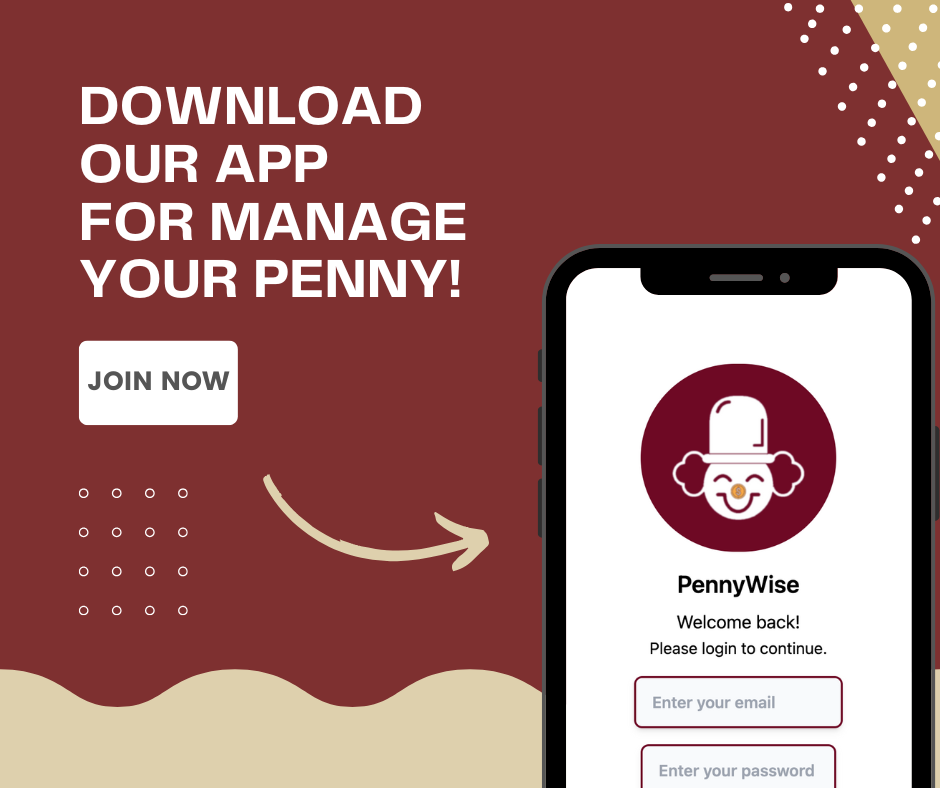 DOWNLOAD
OUR APP
FOR MANAGE
YOUR PENNY!
JOIN NOW
PennyWise
Welcome back!
Please login to continue.
Enter your email
Enter your password